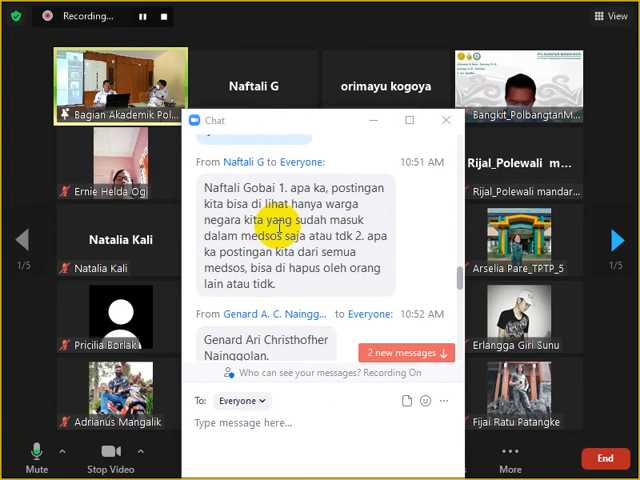 Recording...
View
Bagian Akademik Pol...
Naftali G
orimayu kogoya
Bangkit_PolbangtanM...
Ernie Helda Ogi
Rijal_Polewali m...
Rijal_Polewali mandar...
Natalia Kali
Natalia Kali
1/5
1/5
Arselia Pare_TPTP_5
Pricilia Borlak
Erlangga Giri Sunu
Adrianus Mangalik
Fijai Ratu Patangke
Chat
From Naftali G to Everyone:
10:51 AM
Naftali Gobai 1. apa ka, postingan
kita bisa di lihat hanya warga
negara kita yang sudah masuk
dalam medsos saja atau tdk 2. apa
ka postingan kita dari semua
medsos, bisa di hapus oleh orang
lain atau tidk.
From Genard A. C. Naingg... to Everyone:
10:52 AM
Genard Ari Christhofher
Nainggolan.
2 new messages
Who can see your messages? Recording On
To: Everyone
Type message here...
Mute
Stop Video
More
End